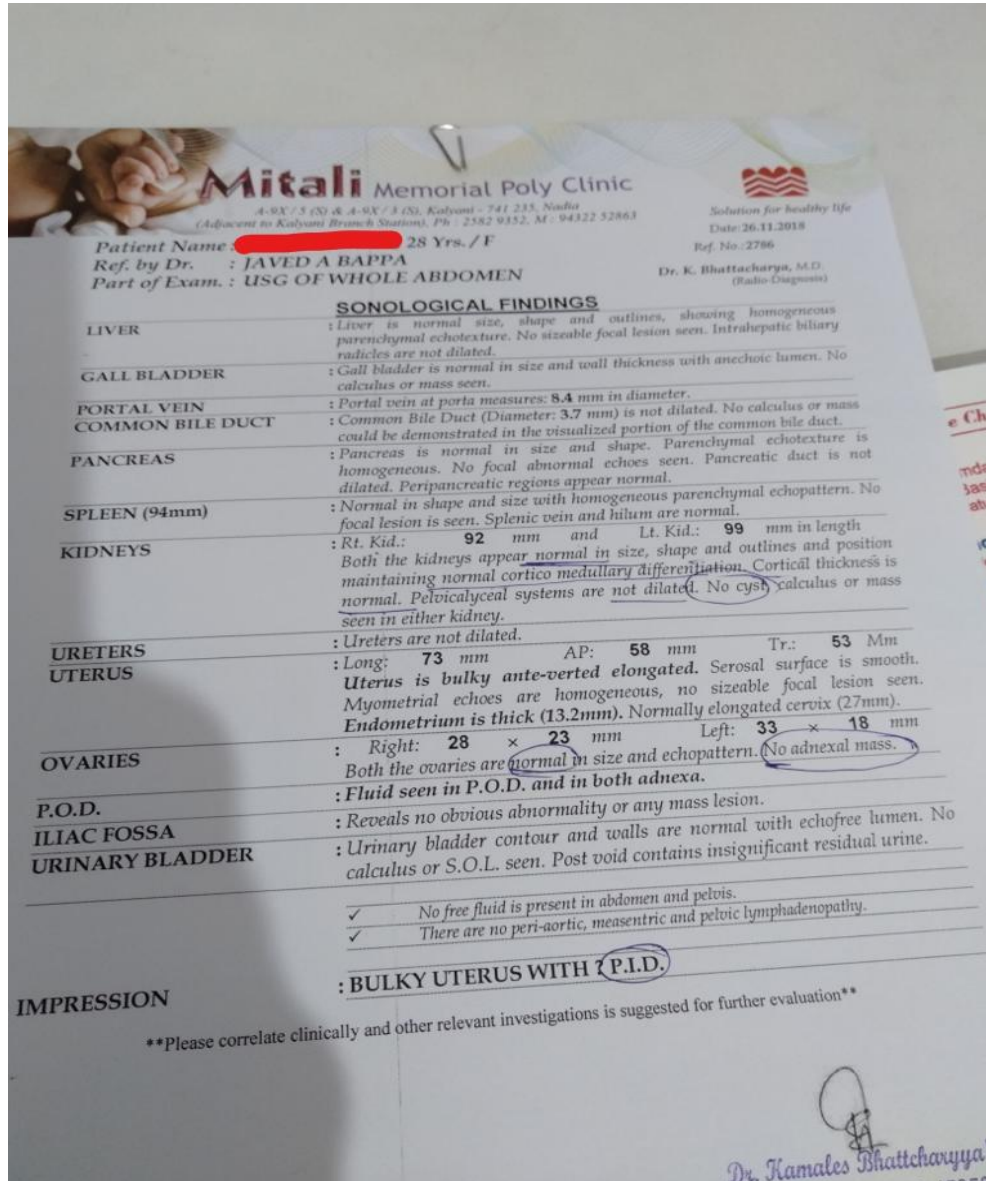 Mitali Memorial Poly Clinic
A-9X / 5 (S) & A-9X / 3 (S), Kalyani - 741 235, Nadia
(Adjacent to Kalyani Branch Station), Ph : 2582 9352, M : 94322 52863
Solution for healthy life
Date:26.11.2018
Patient Name : 28 Yrs. / F
Ref. No.:2786
Ref. by Dr. : JAVED A BAPPA
Part of Exam. : USG OF WHOLE ABDOMEN
Dr. K. Bhattacharya, M.D.
(Radio-Diagnosis)
SONOLOGICAL FINDINGS
LIVER : Liver is normal size, shape and outlines, showing homogeneous
parenchymal echotexture. No sizeable focal lesion seen. Intrahepatic biliary
radicles are not dilated.
GALL BLADDER : Gall bladder is normal in size and wall thickness with anechoic lumen. No
calculus or mass seen.
PORTAL VEIN : Portal vein at porta measures: 8.4 mm in diameter.
COMMON BILE DUCT : Common Bile Duct (Diameter: 3.7 mm) is not dilated. No calculus or mass
could be demonstrated in the visualized portion of the common bile duct.
PANCREAS : Pancreas is normal in size and shape. Parenchymal echotexture is
homogeneous. No focal abnormal echoes seen. Pancreatic duct is not
dilated. Peripancreatic regions appear normal.
SPLEEN (94mm) : Normal in shape and size with homogeneous parenchymal echopattern. No
focal lesion is seen. Splenic vein and hilum are normal.
KIDNEYS : Rt. Kid.: 92 mm and Lt. Kid.: 99 mm in length
Both the kidneys appear normal in size, shape and outlines and position
maintaining normal cortico medullary differentiation. Cortical thickness is
normal. Pelvicalyceal systems are not dilated. No cyst, calculus or mass
seen in either kidney.
URETERS : Ureters are not dilated.
UTERUS : Long: 73 mm AP: 58 mm Tr.: 53 Mm
Uterus is bulky ante-verted elongated. Serosal surface is smooth.
Myometrial echoes are homogeneous, no sizeable focal lesion seen.
Endometrium is thick (13.2mm). Normally elongated cervix (27mm).
OVARIES : Right: 28 × 23 mm Left: 33 × 18 mm
Both the ovaries are normal in size and echopattern. No adnexal mass.
P.O.D. : Fluid seen in P.O.D. and in both adnexa.
ILIAC FOSSA : Reveals no obvious abnormality or any mass lesion.
URINARY BLADDER : Urinary bladder contour and walls are normal with echofree lumen. No
calculus or S.O.L. seen. Post void contains insignificant residual urine.
✓ No free fluid is present in abdomen and pelvis.
✓ There are no peri-aortic, measentric and pelvic lymphadenopathy.
IMPRESSION : BULKY UTERUS WITH ? P.I.D.
**Please correlate clinically and other relevant investigations is suggested for further evaluation**
Dr. Kamales Bhattcharyya